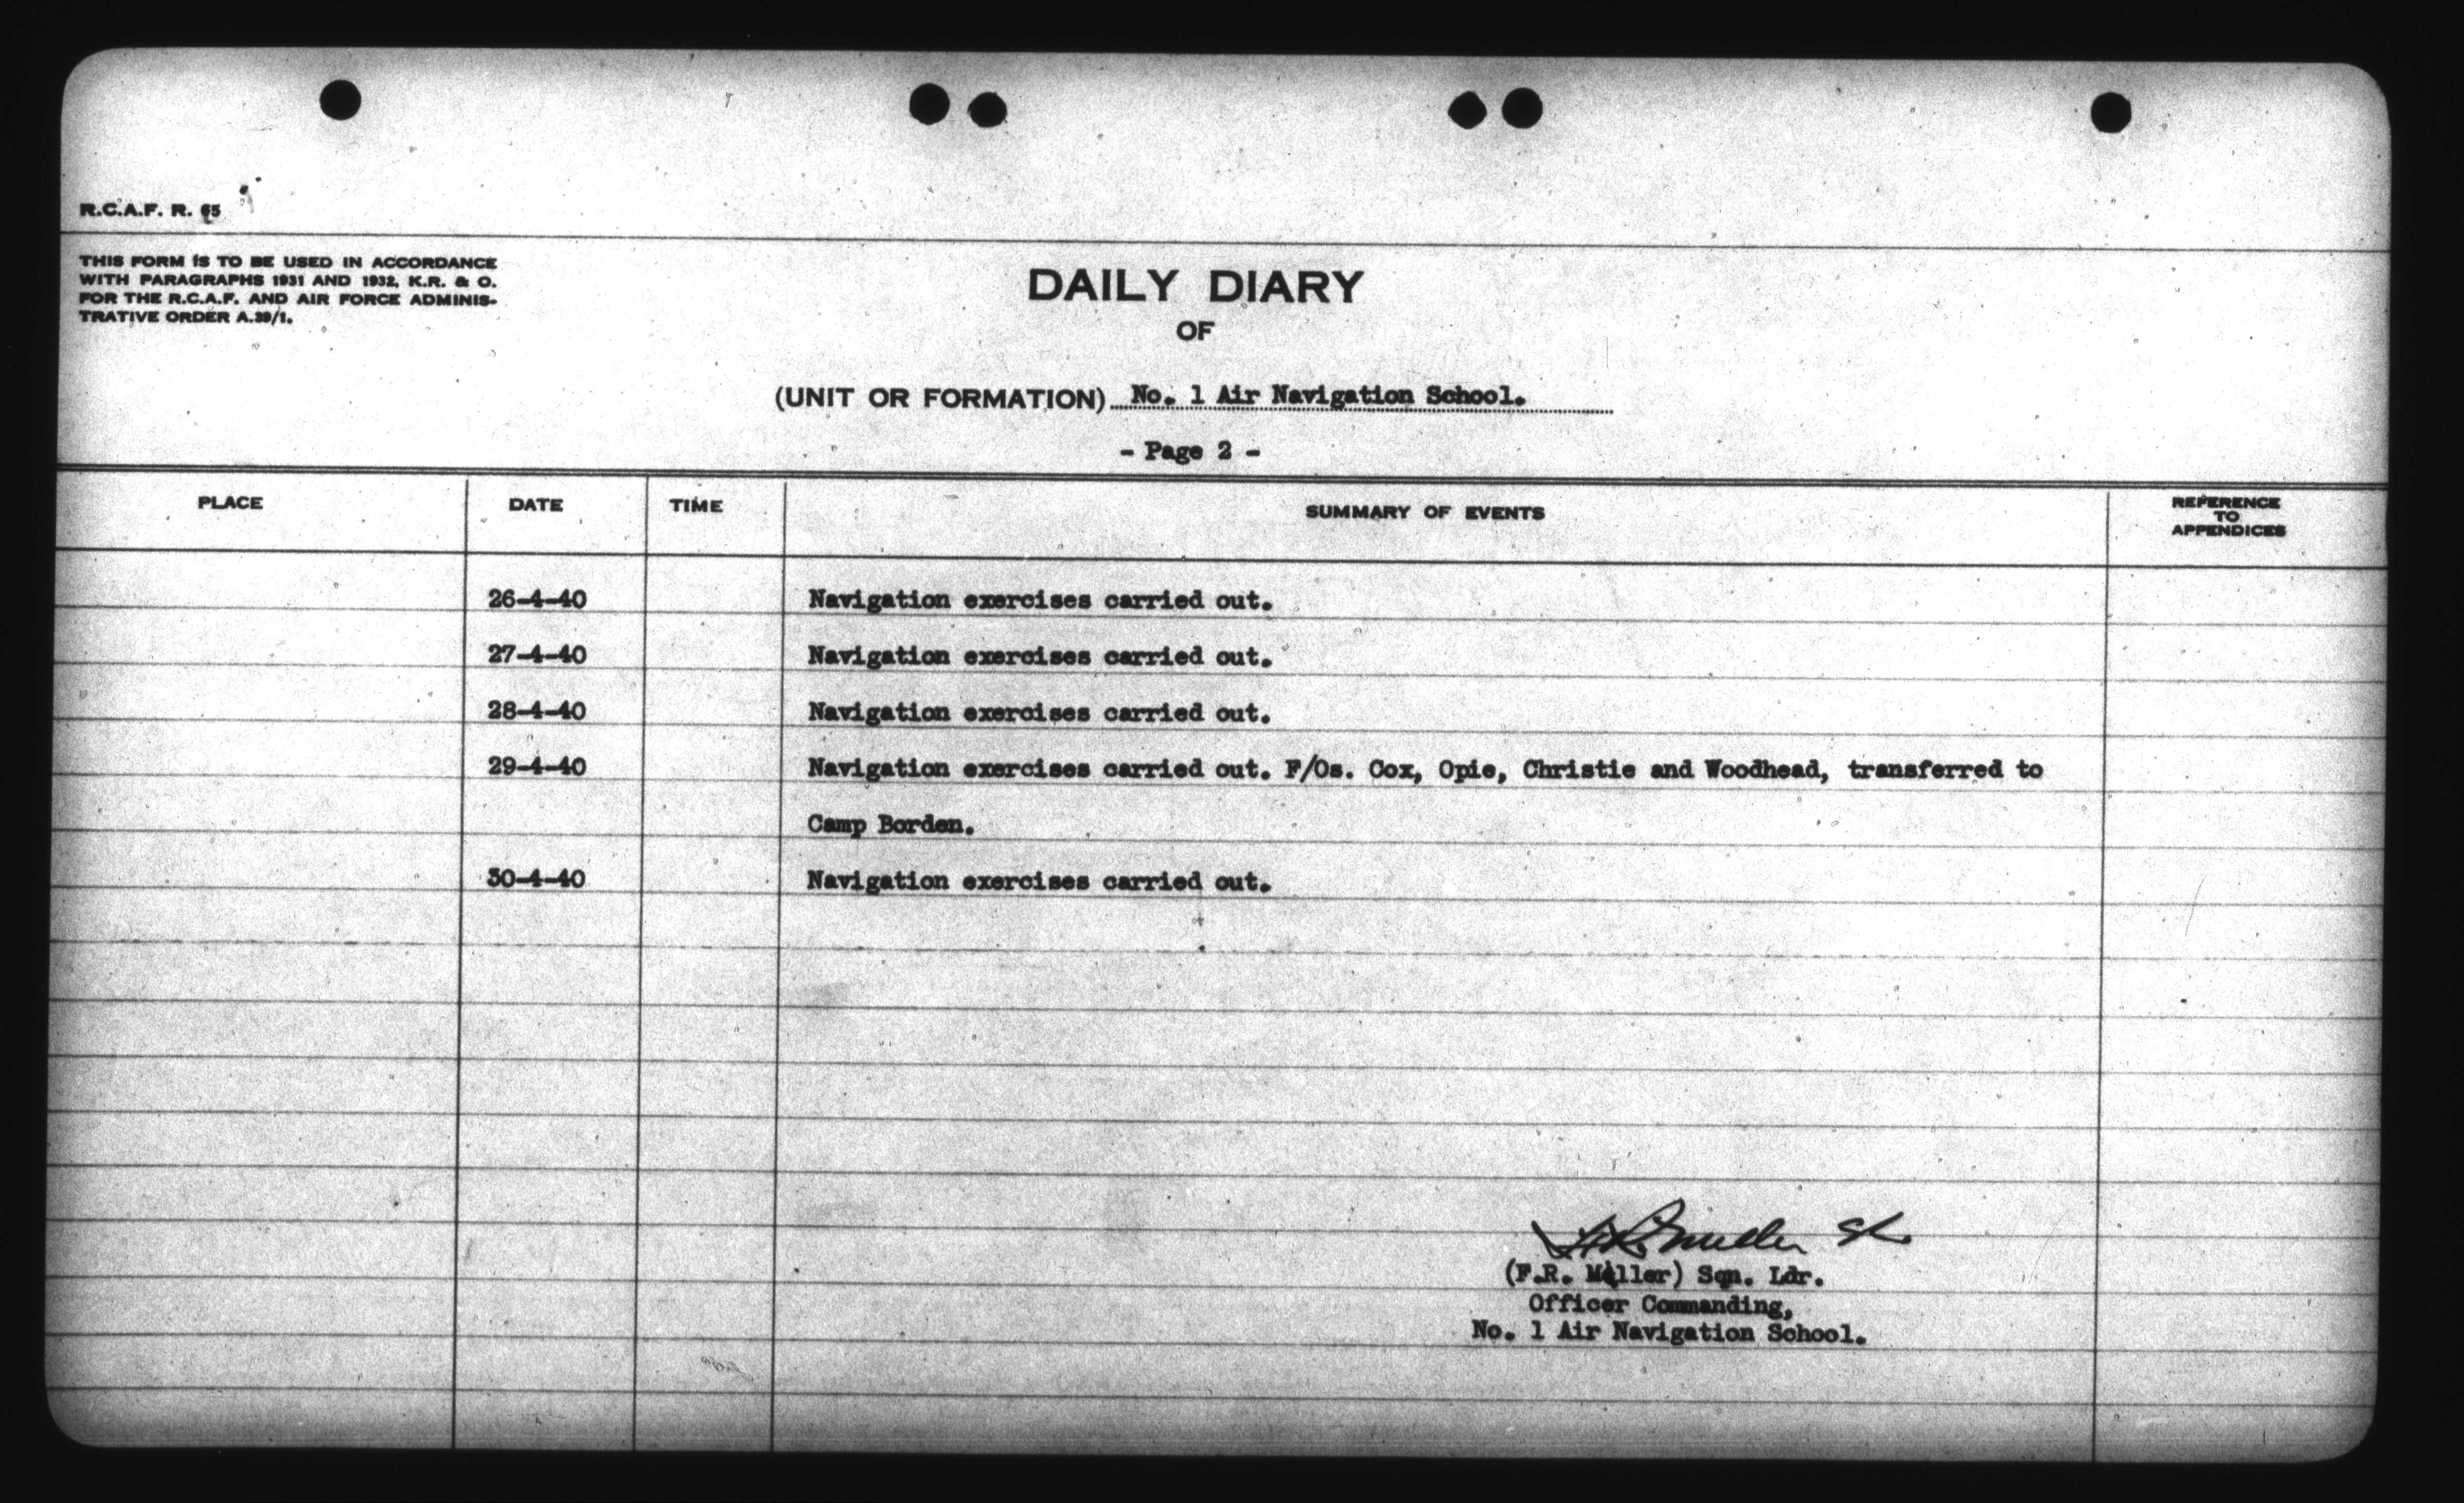 R.C.A.F. R. 65
THIS FORM IS TO BE USED IN ACCORDANCE
WITH PARAGRAPHS 1931 AND 1932, K.R. & O.
FOR THE R.C.A.F. AND AIR FORCE ADMINIS-
TRATIVE ORDER A.39/1.
DAILY DIARY
OF
(UNIT OR FORMATION) No. 1 Air Navigation School.
- Page 2 -
PLACE DATE TIME SUMMARY OF EVENTS REFERENCE TO APPENDICES
26-4-40 Navigation exercises carried out.
27-4-40 Navigation exercises carried out.
28-4-40 Navigation exercises carried out.
29-4-40 Navigation exercises carried out. F/Os. Cox, Opie, Christie and Woodhead, transferred to
Camp Borden.
30-4-40 Navigation exercises carried out.
F.R. Miller S/L
(F.R. Miller) Sqn. Ldr.
Officer Commanding,
No. 1 Air Navigation School.